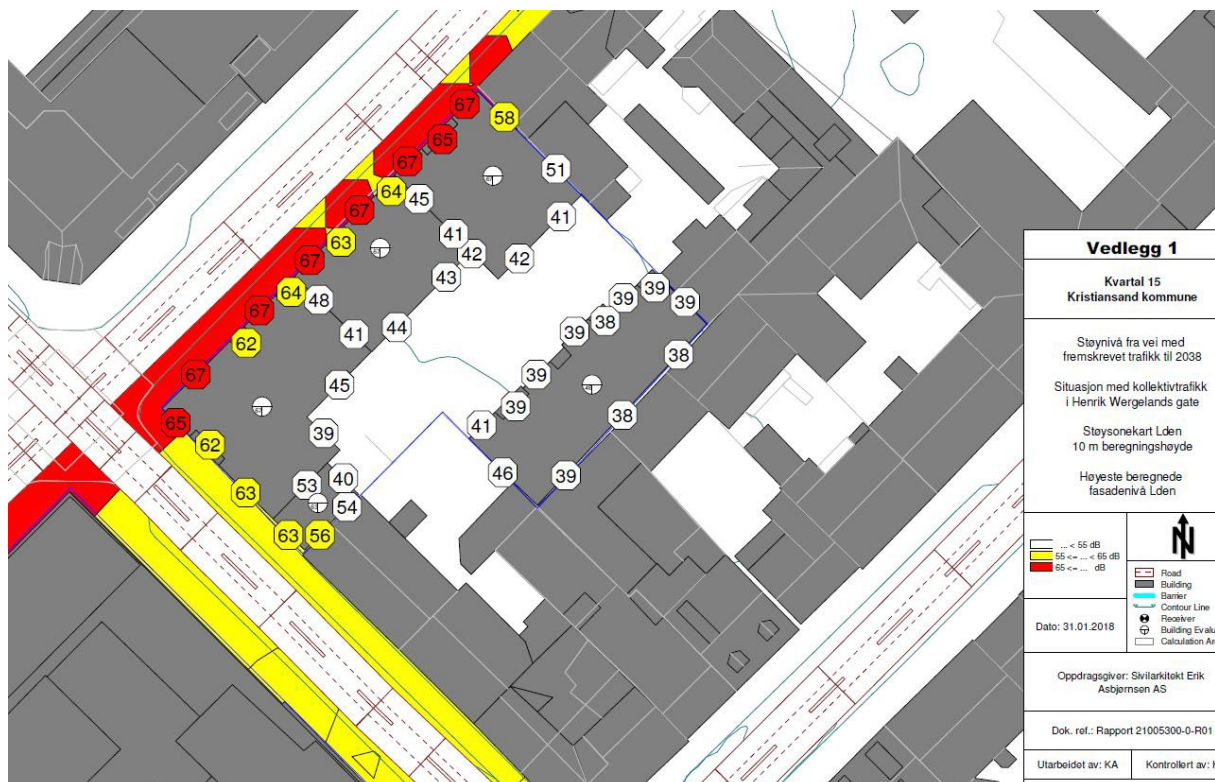 67
58
65
67
51
64
45
67
41
41
63
42
42
67
43
64
48
39
39
39
67
38
44
39
62
41
38
67
45
39
39
65
41
38
62
39
46
39
53
40
63
54
63
56
Vedlegg 1
Kvartal 15
Kristiansand kommune
Støynivå fra vei med
fremskrevet trafikk til 2038
Situasjon med kollektivtrafikk
i Henrik Wergelands gate
Støysonekart Lden
10 m beregningshøyde
Høyeste beregnede
fasadenivå Lden
... < 55 dB
55 <= ... < 65 dB
65 <= ... dB
N
Road
Building
Barrier
Contour Line
Receiver
Building
Calculation
Dato: 31.01.2018
Oppdragsgiver: Sivilarkitekt Erik
Asbjørnsen AS
Dok. ref.: Rapport 21005300-0-R01
Utarbeidet av: KA
Kontrollert av: